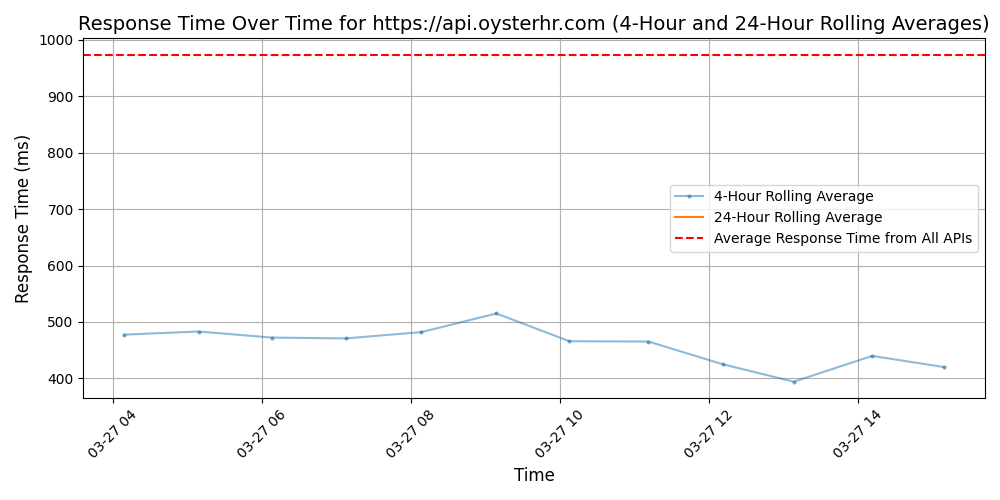 Response Time Over Time for https://api.oysterhr.com (4-Hour and 24-Hour Rolling Averages)
Response Time (ms)
1000
900
800
700
600
500
400
4-Hour Rolling Average
24-Hour Rolling Average
Average Response Time from All APIs
03-27 04
03-27 06
03-27 08
03-27 10
03-27 12
03-27 14
Time